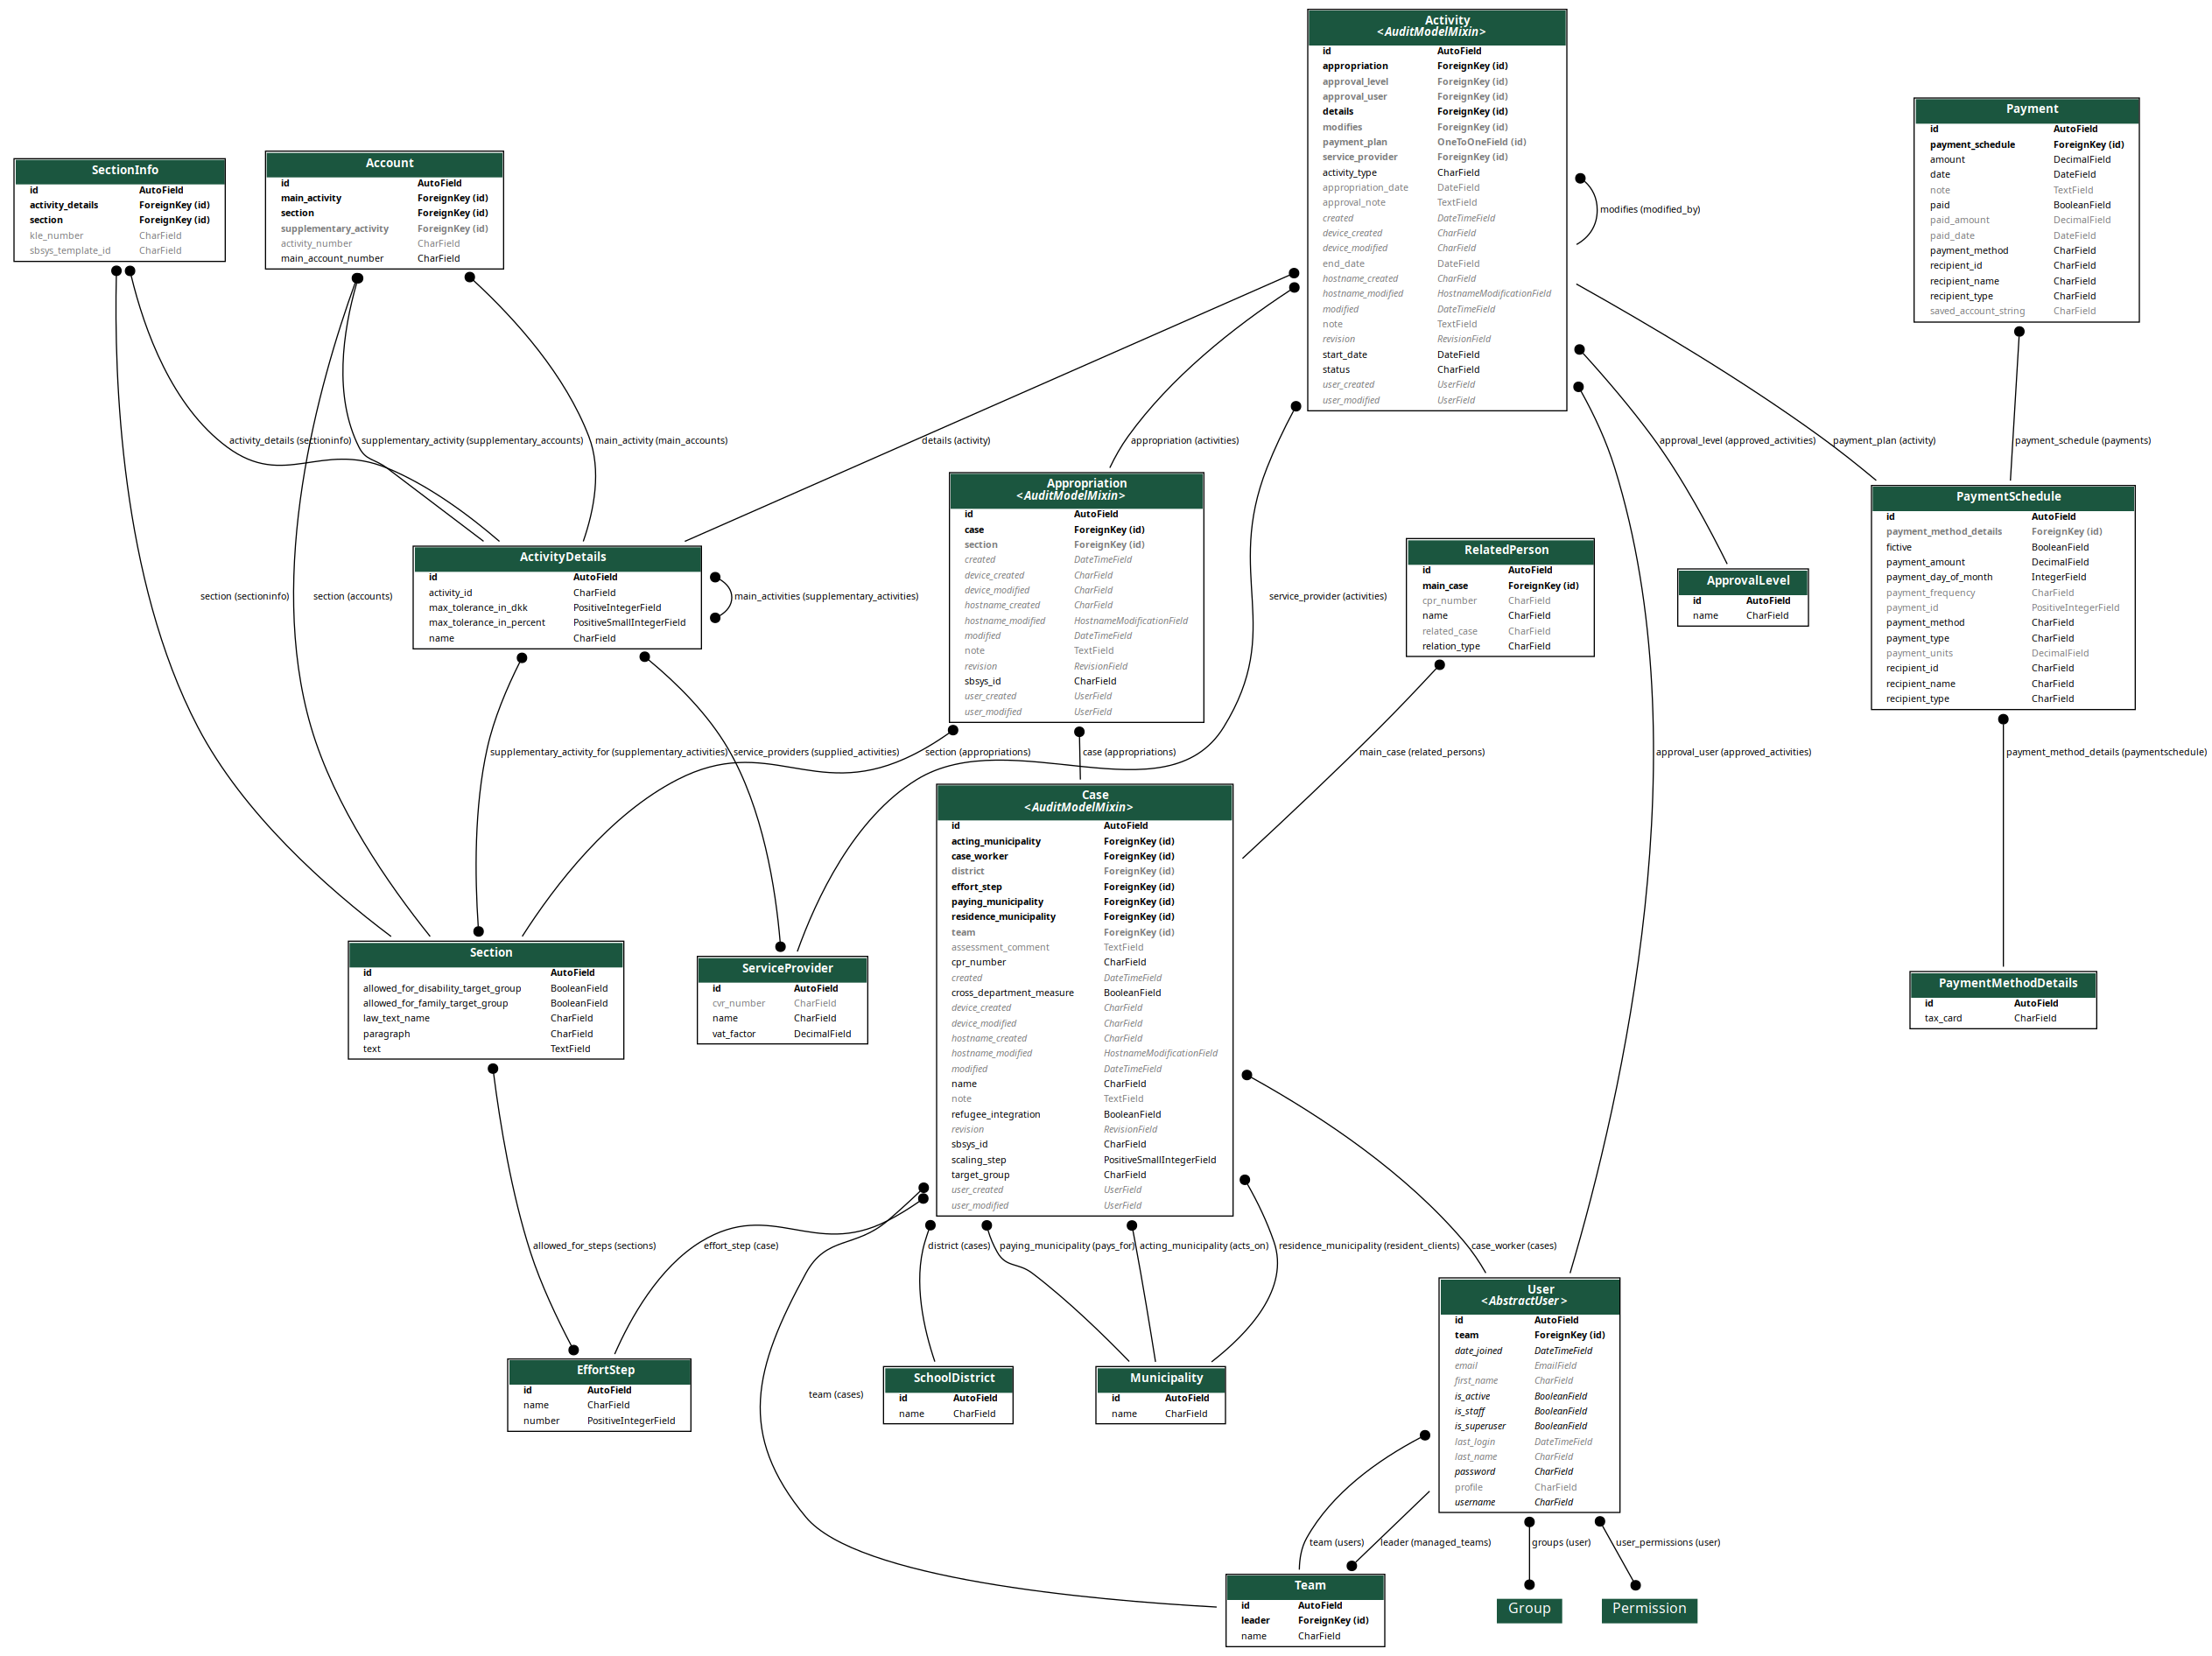 Activity
<AuditModelMixin>
id AutoField
appropriation ForeignKey (id)
approval_level ForeignKey (id)
approval_user ForeignKey (id)
details ForeignKey (id)
modifies ForeignKey (id)
payment_plan OneToOneField (id)
service_provider ForeignKey (id)
activity_type CharField
appropriation_date DateField
approval_note TextField
created DateTimeField
device_created CharField
device_modified CharField
end_date DateField
hostname_created CharField
hostname_modified HostnameModificationField
modified DateTimeField
note TextField
revision RevisionField
start_date DateField
status CharField
user_created UserField
user_modified UserField
Payment
id AutoField
payment_schedule ForeignKey (id)
amount DecimalField
date DateField
note TextField
paid BooleanField
paid_amount DecimalField
paid_date DateField
payment_method CharField
recipient_id CharField
recipient_name CharField
recipient_type CharField
saved_account_string CharField
SectionInfo
id AutoField
activity_details ForeignKey (id)
section ForeignKey (id)
kle_number CharField
sbsys_template_id CharField
Account
id AutoField
main_activity ForeignKey (id)
section ForeignKey (id)
supplementary_activity ForeignKey (id)
activity_number CharField
main_account_number CharField
modifies (modified_by)
activity_details (sectioninfo)
supplementary_activity (supplementary_accounts)
main_activity (main_accounts)
details (activity)
appropriation (activities)
approval_level (approved_activities)
payment_plan (activity)
payment_schedule (payments)
Appropriation
<AuditModelMixin>
id AutoField
case ForeignKey (id)
section ForeignKey (id)
created DateTimeField
device_created CharField
device_modified CharField
hostname_created CharField
hostname_modified HostnameModificationField
modified DateTimeField
note TextField
revision RevisionField
sbsys_id CharField
user_created UserField
user_modified UserField
PaymentSchedule
id AutoField
payment_method_details ForeignKey (id)
fictive BooleanField
payment_amount DecimalField
payment_day_of_month IntegerField
payment_frequency CharField
payment_id PositiveIntegerField
payment_method CharField
payment_type CharField
payment_units DecimalField
recipient_id CharField
recipient_name CharField
recipient_type CharField
ActivityDetails
id AutoField
activity_id CharField
max_tolerance_in_dkk PositiveIntegerField
max_tolerance_in_percent PositiveSmallIntegerField
name CharField
RelatedPerson
id AutoField
main_case ForeignKey (id)
cpr_number CharField
name CharField
related_case CharField
relation_type CharField
ApprovalLevel
id AutoField
name CharField
section (sectioninfo)
section (accounts)
main_activities (supplementary_activities)
service_provider (activities)
supplementary_activity_for (supplementary_activities)
service_providers (supplied_activities)
section (appropriations)
case (appropriations)
main_case (related_persons)
approval_user (approved_activities)
payment_method_details (paymentschedule)
Case
<AuditModelMixin>
id AutoField
acting_municipality ForeignKey (id)
case_worker ForeignKey (id)
district ForeignKey (id)
effort_step ForeignKey (id)
paying_municipality ForeignKey (id)
residence_municipality ForeignKey (id)
team ForeignKey (id)
assessment_comment TextField
cpr_number CharField
created DateTimeField
cross_department_measure BooleanField
device_created CharField
device_modified CharField
hostname_created CharField
hostname_modified HostnameModificationField
modified DateTimeField
name CharField
note TextField
refugee_integration BooleanField
revision RevisionField
sbsys_id CharField
scaling_step PositiveSmallIntegerField
target_group CharField
user_created UserField
user_modified UserField
Section
id AutoField
allowed_for_disability_target_group BooleanField
allowed_for_family_target_group BooleanField
law_text_name CharField
paragraph CharField
text TextField
ServiceProvider
id AutoField
cvr_number CharField
name CharField
vat_factor DecimalField
PaymentMethodDetails
id AutoField
tax_card CharField
allowed_for_steps (sections)
effort_step (case)
district (cases)
paying_municipality (pays_for)
acting_municipality (acts_on)
residence_municipality (resident_clients)
case_worker (cases)
User
<AbstractUser>
id AutoField
team ForeignKey (id)
date_joined DateTimeField
email EmailField
first_name CharField
is_active BooleanField
is_staff BooleanField
is_superuser BooleanField
last_login DateTimeField
last_name CharField
password CharField
profile CharField
username CharField
EffortStep
id AutoField
name CharField
number PositiveIntegerField
team (cases)
SchoolDistrict
id AutoField
name CharField
Municipality
id AutoField
name CharField
team (users)
leader (managed_teams)
groups (user)
user_permissions (user)
Team
id AutoField
leader ForeignKey (id)
name CharField
Group
Permission